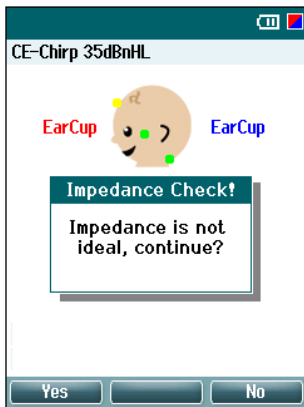 CE-Chirp 35dBnHL
EarCup EarCup
Impedance Check!
Impedance is not
ideal, continue?
Yes No